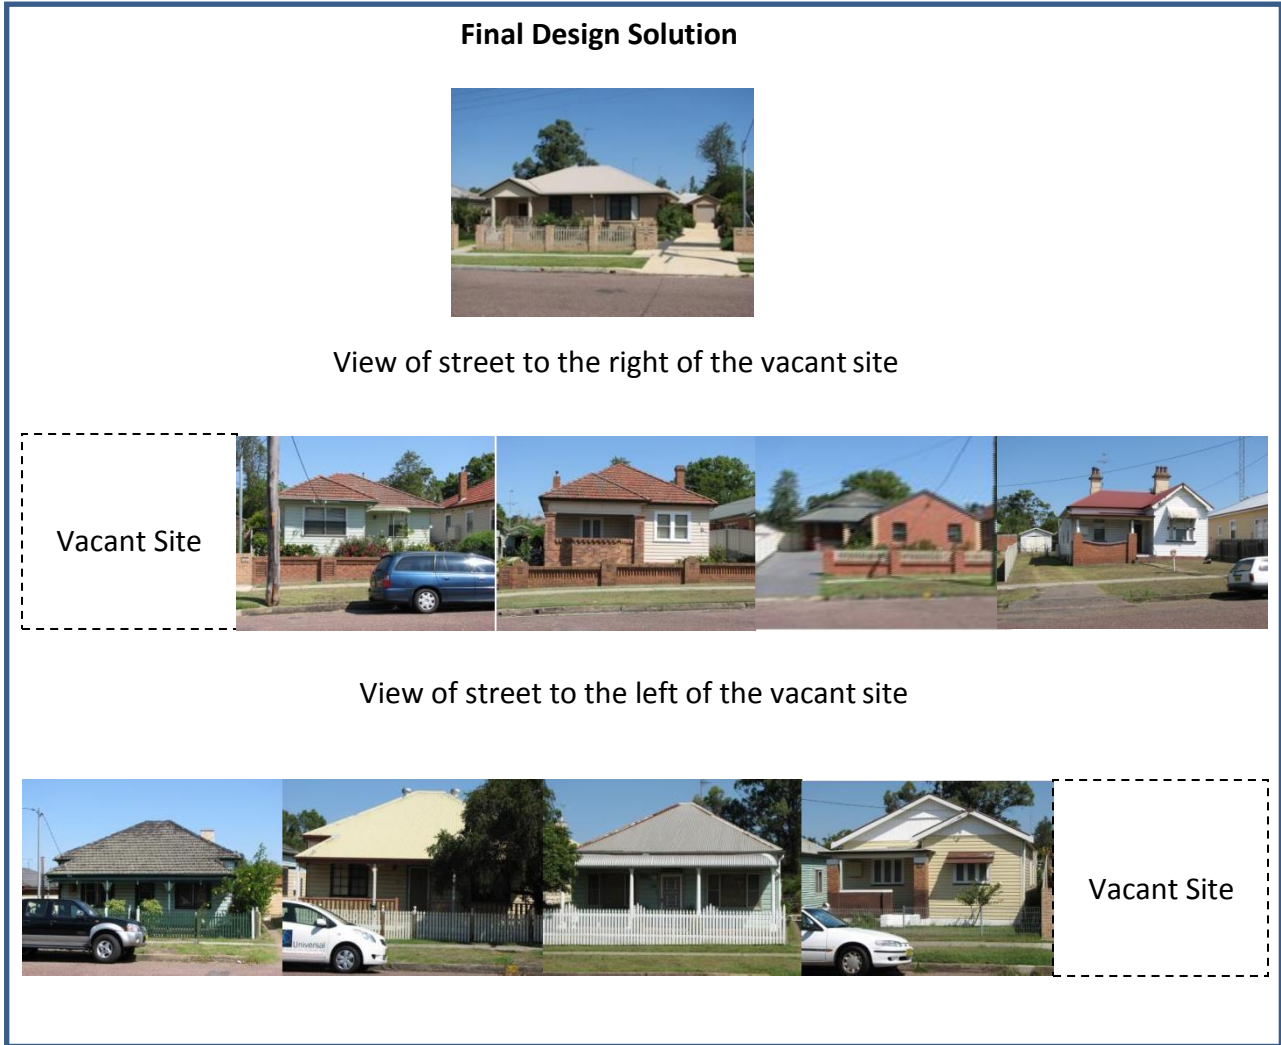 Final Design Solution
View of street to the right of the vacant site
Vacant Site
View of street to the left of the vacant site
Universal
Vacant Site